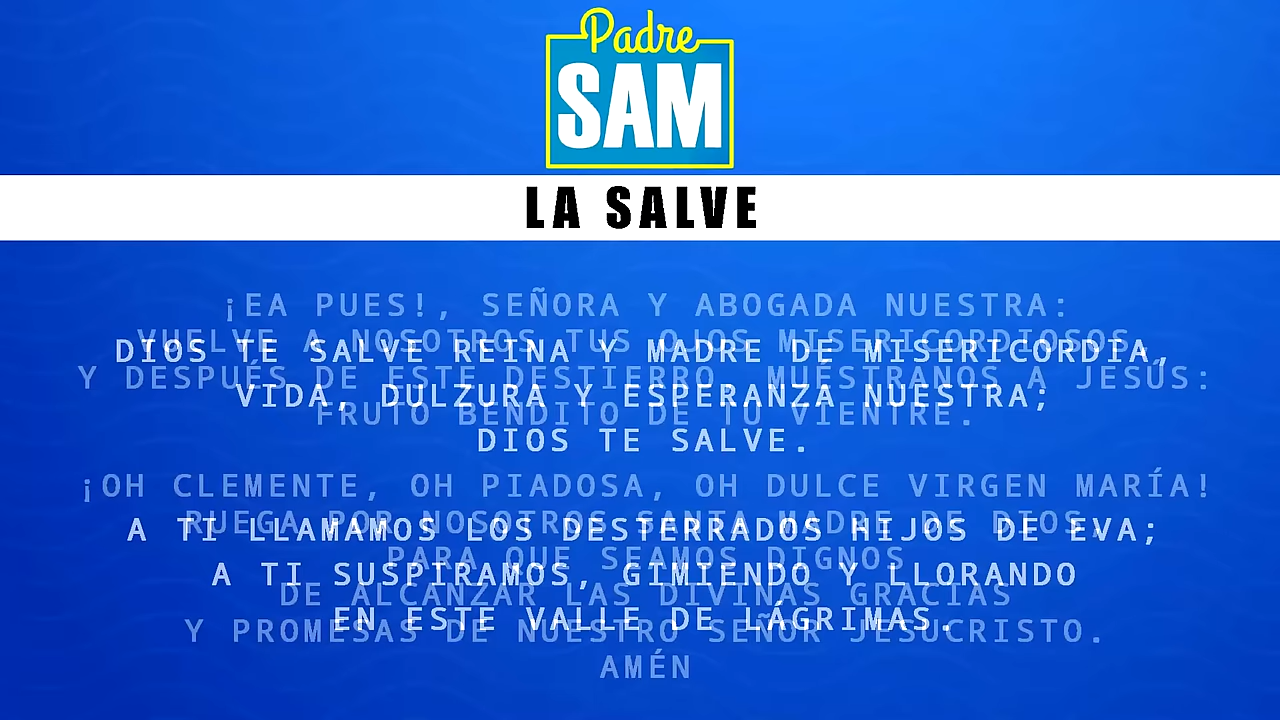 Padre
SAM
LA SALVE
¡EA PUES!, SEÑORA Y ABOGADA NUESTRA:
VUELVE A NOSOTROS TUS OJOS MISERICORDIOSOS,
DIOS TE SALVE REINA Y MADRE DE MISERICORDIA,
Y DESPUÉS DE ESTE DESTIERRO, MUÉSTRANOS A JESÚS:
VIDA, DULZURA Y ESPERANZA NUESTRA;
FRUTO BENDITO DE TU VIENTRE.
DIOS TE SALVE.
¡OH CLEMENTE, OH PIADOSA, OH DULCE VIRGEN MARÍA!
RUEGA POR NOSOTROS SANTA MADRE DE DIOS,
A TI LLAMAMOS LOS DESTERRADOS HIJOS DE EVA;
PARA QUE SEAMOS DIGNOS
A TI SUSPIRAMOS, GIMIENDO Y LLORANDO
DE ALCANZAR LAS DIVINAS GRACIAS
EN ESTE VALLE DE LÁGRIMAS.
Y PROMESAS DE NUESTRO SEÑOR JESUCRISTO.
AMÉN